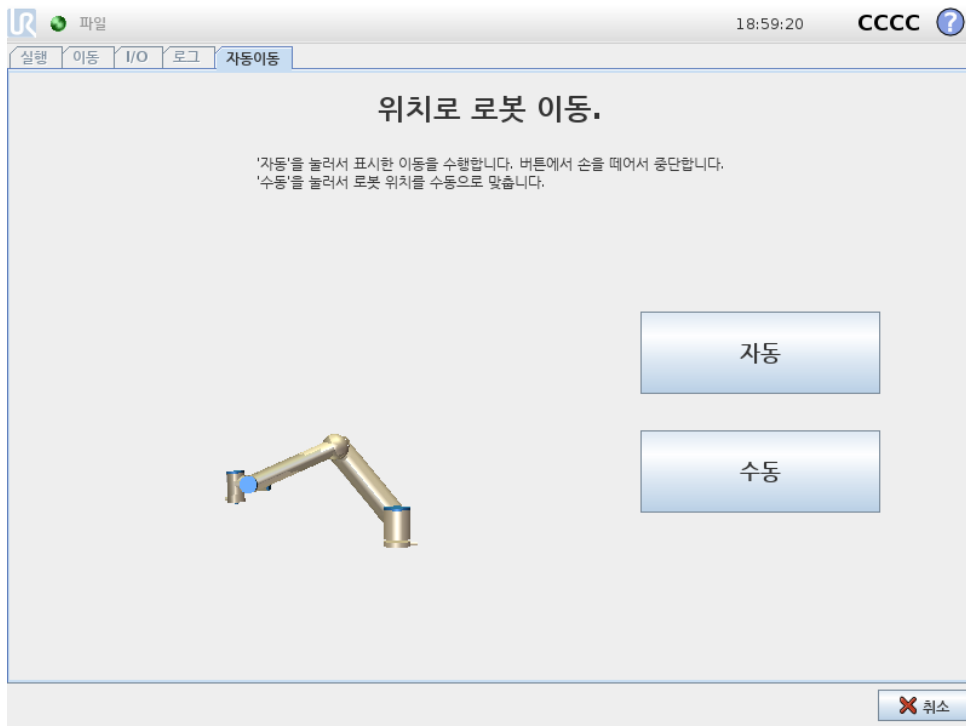 UR 파일 18:59:20 CCCC ?
실행 이동 I/O 로그 자동이동
위치로 로봇 이동.
'자동'을 눌러서 표시한 이동을 수행합니다. 버튼에서 손을 떼어서 중단합니다.
'수동'을 눌러서 로봇 위치를 수동으로 맞춥니다.
자동
수동
취소